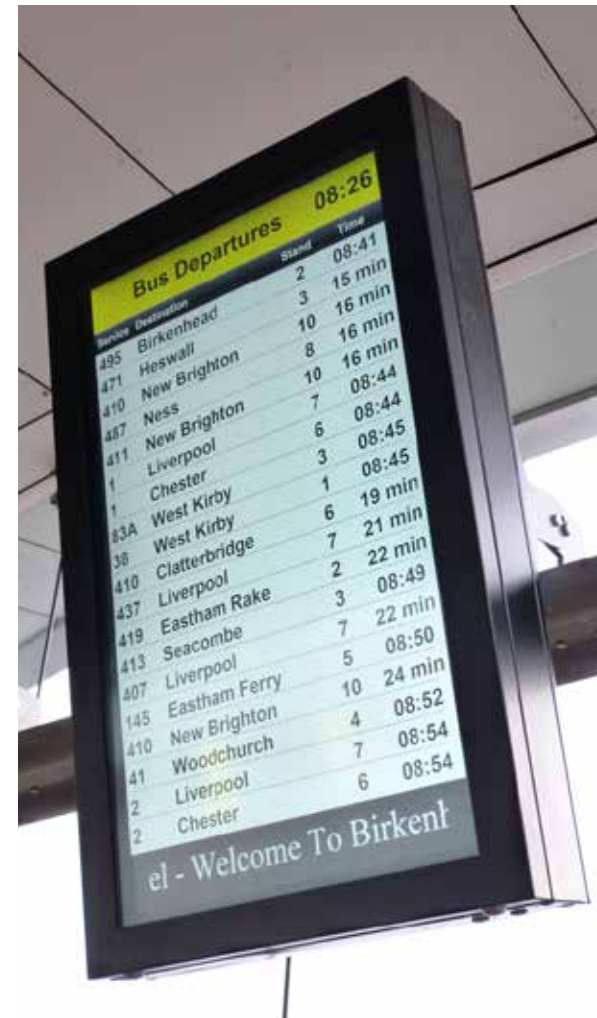 Bus Departures 08:26
Service Destination Stand Time
495 Birkenhead 2 08:41
471 Heswall 3 15 min
410 New Brighton 10 16 min
487 Ness 8 16 min
411 New Brighton 10 16 min
1 Liverpool 7 08:44
1 Chester 6 08:44
83A West Kirby 3 08:45
38 West Kirby 1 08:45
410 Clatterbridge 6 19 min
437 Liverpool 7 21 min
419 Eastham Rake 2 22 min
413 Seacombe 3 08:49
407 Liverpool 7 22 min
145 Eastham Ferry 5 08:50
410 New Brighton 10 24 min
41 Woodchurch 4 08:52
2 Liverpool 7 08:54
2 Chester 6 08:54
el - Welcome To Birkenh